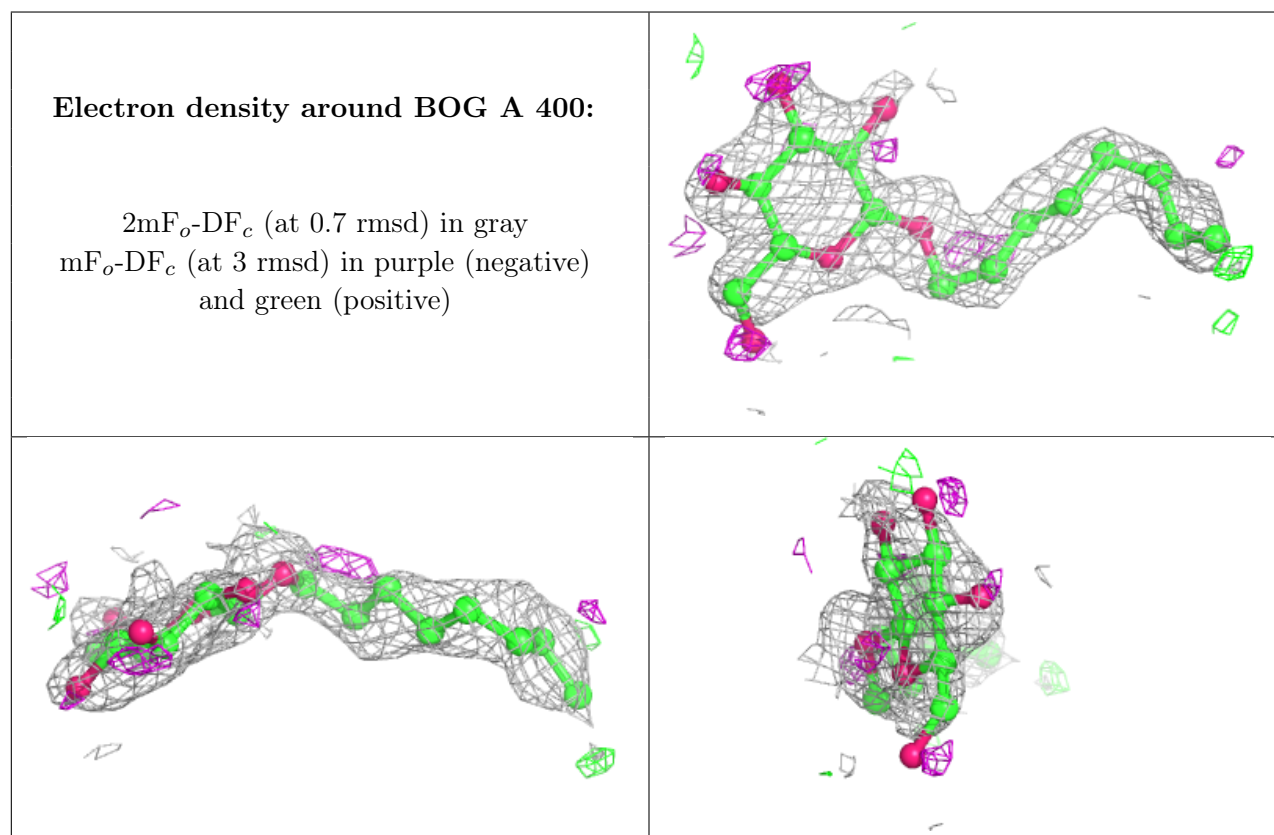 Electron density around BOG A 400:
2mFₒ-DF𝒸 (at 0.7 rmsd) in gray
mFₒ-DF𝒸 (at 3 rmsd) in purple (negative)
and green (positive)